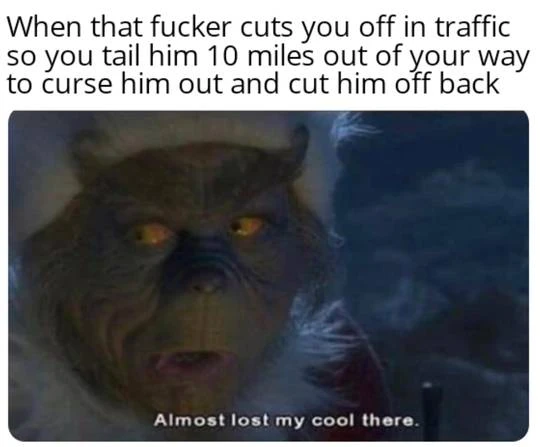 When that fucker cuts you off in traffic
so you tail him 10 miles out of your way
to curse him out and cut him off back
Almost lost my cool there.